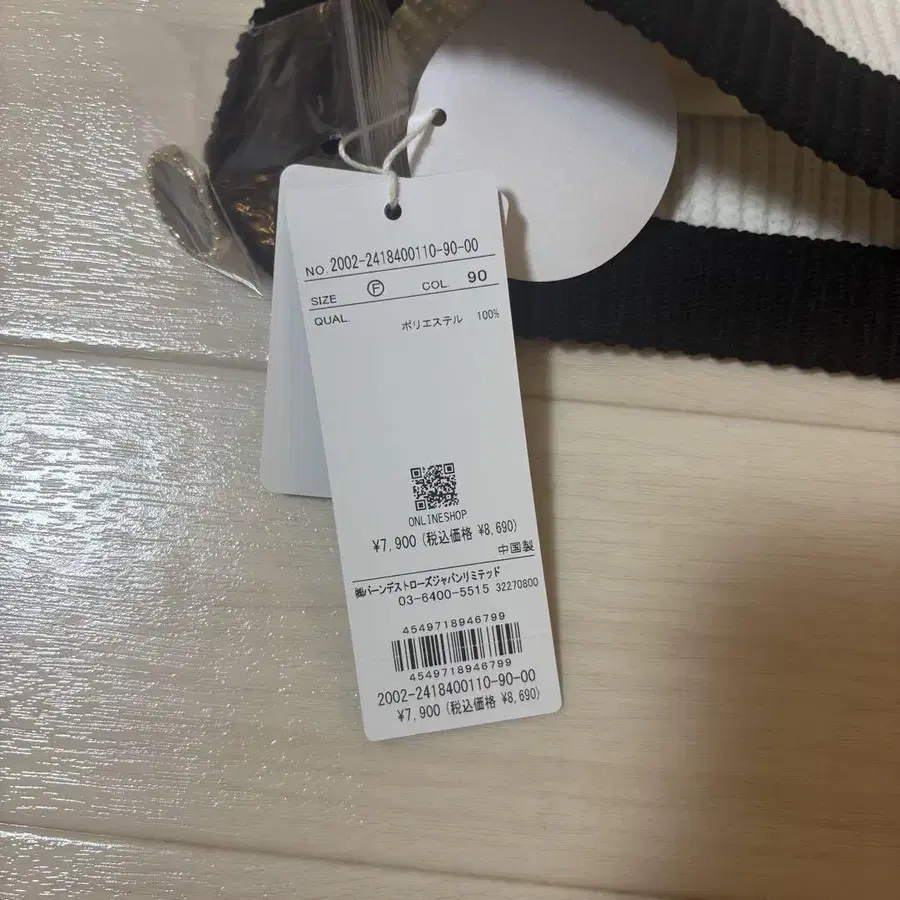 NO. 2002-2418400110-90-00
SIZE Ⓕ COL. 90
QUAL.
ポリエステル 100%
ONLINESHOP
¥7,900 (税込価格 ¥8,690)
中国製
㈱バーンデストローズジャパンリミテッド
03-6400-5515 32270800
4549718946799
4549718946799
2002-2418400110-90-00
¥7,900 (税込価格 ¥8,690)